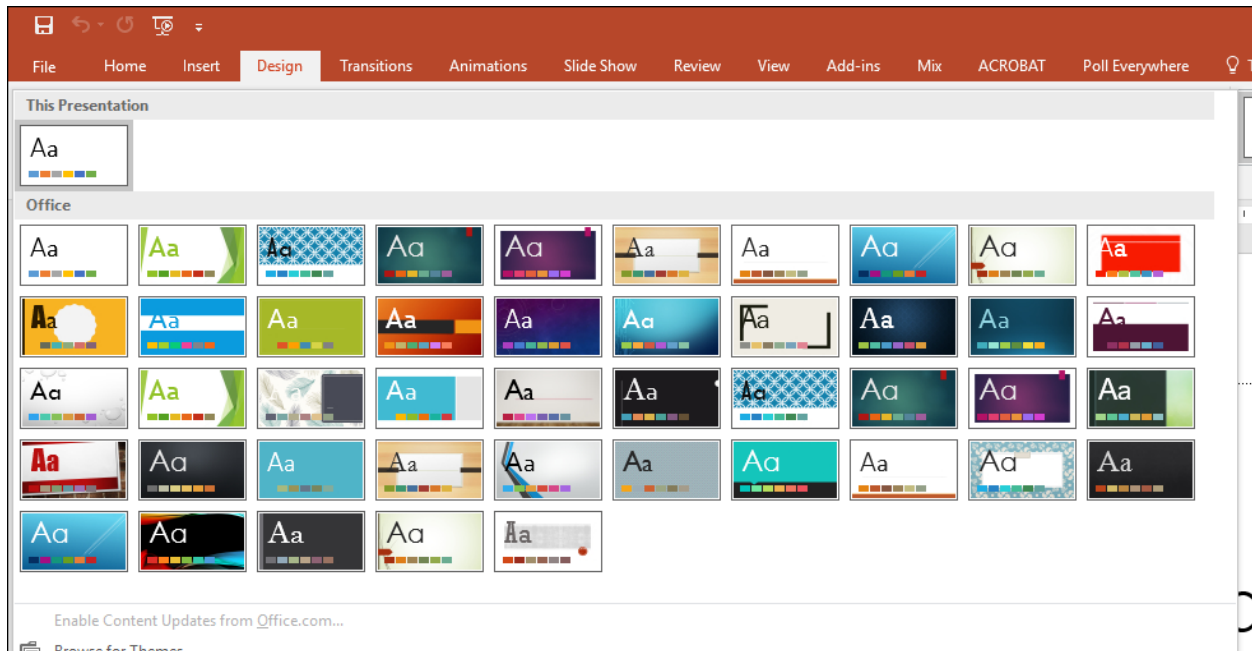 File Home Insert Design Transitions Animations Slide Show Review View Add-ins Mix ACROBAT Poll Everywhere
This Presentation
Aa
Office
Aa Aa Aa Aa Aa Aa Aa Aa Aa Aa
Aa Aa Aa Aa Aa Aa Aa Aa Aa Aa
Aa Aa Aa Aa Aa Aa Aa Aa Aa
Aa Aa Aa Aa Aa Aa Aa Aa Aa Aa
Aa Aa Aa Aa Aa
Enable Content Updates from Office.com...
Browse for Themes